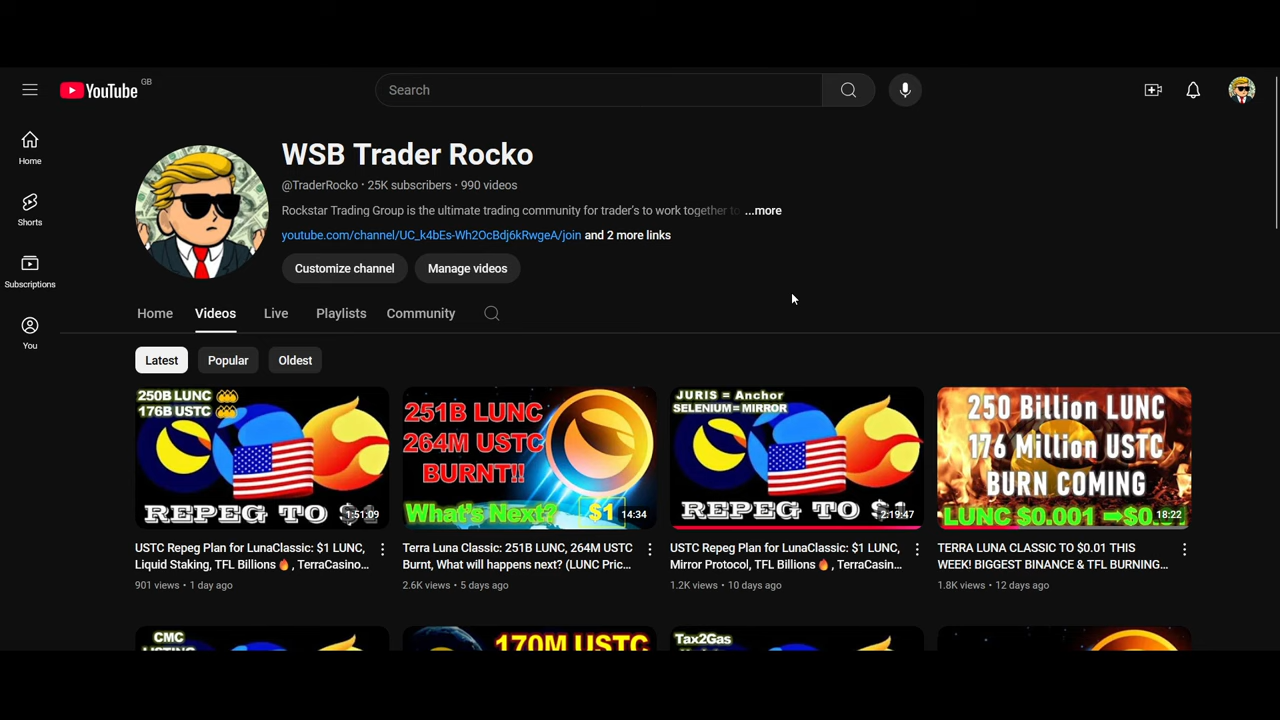 YouTube GB
Search
Home
Shorts
Subscriptions
You
WSB Trader Rocko
@TraderRocko · 25K subscribers · 990 videos
Rockstar Trading Group is the ultimate trading community for trader's to work together to ...more
youtube.com/channel/UC_k4bEs-Wh2OcBdj6kRwgeA/join and 2 more links
Customize channel
Manage videos
Home Videos Live Playlists Community
Latest Popular Oldest
250B LUNC
176B USTC
REPEG TO $1
1:51:09
251B LUNC
264M USTC
BURNT!!
What's Next? $1
14:34
JURIS = Anchor
SELENIUM = MIRROR
REPEG TO $1
2:19:47
250 Billion LUNC
176 Million USTC
BURN COMING
LUNC $0.001 ➡$0.01
18:22
USTC Repeg Plan for LunaClassic: $1 LUNC,
Liquid Staking, TFL Billions🔥, TerraCasino...
901 views · 1 day ago
Terra Luna Classic: 251B LUNC, 264M USTC
Burnt, What will happens next? (LUNC Pric...
2.6K views · 5 days ago
USTC Repeg Plan for LunaClassic: $1 LUNC,
Mirror Protocol, TFL Billions🔥, TerraCasin...
1.2K views · 10 days ago
TERRA LUNA CLASSIC TO $0.01 THIS
WEEK! BIGGEST BINANCE & TFL BURNING...
1.8K views · 12 days ago
CMC
LISTING
170M USTC
Tax2Gas